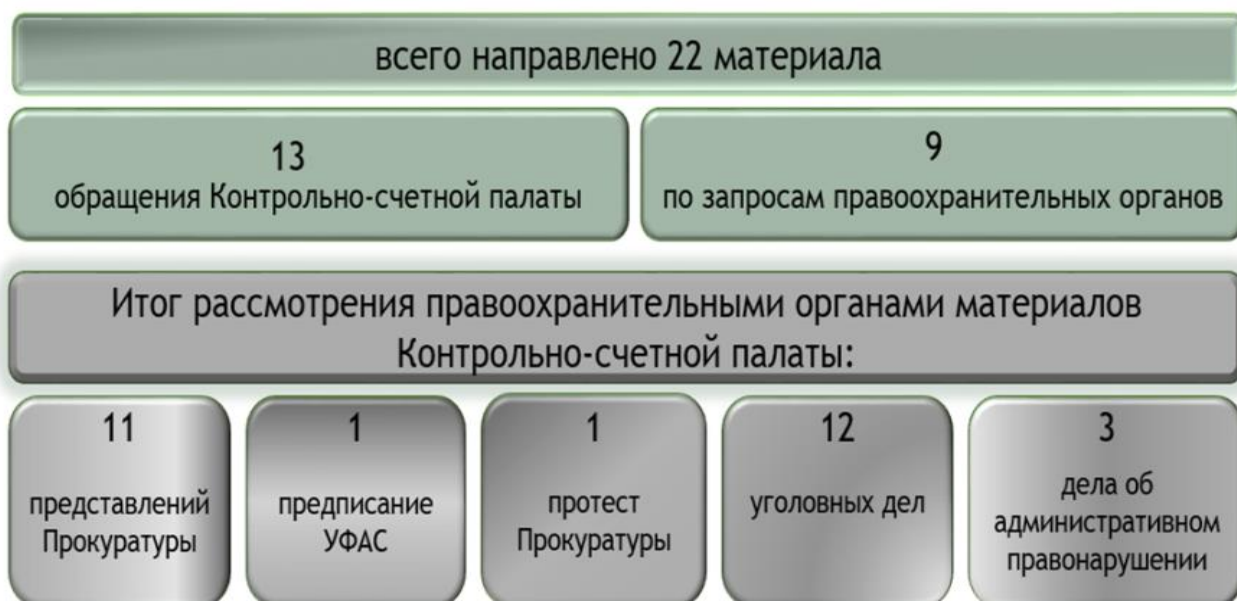 всего направлено 22 материала
13
обращения Контрольно-счетной палаты
9
по запросам правоохранительных органов
Итог рассмотрения правоохранительными органами материалов
Контрольно-счетной палаты:
11
представлений
Прокуратуры
1
предписание
УФАС
1
протест
Прокуратуры
12
уголовных дел
3
дела об
административном
правонарушении